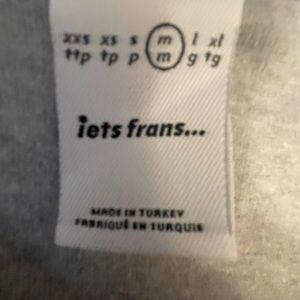 xxs xs s m l xl
ttp tp p m g tg
iets frans...
MADE IN TURKEY
FABRIQUÉ EN TURQUIE